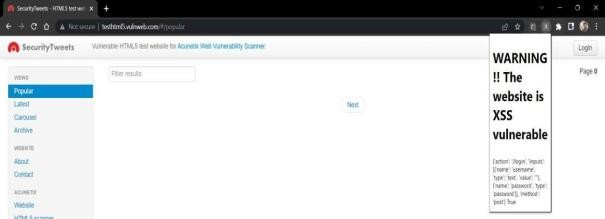 SecurityTweets - HTML5 test wet
Not secure | testhtml5.vulnweb.com/#/popular
SecurityTweets
Vulnerable HTML5 test website for Acunetix Web Vulnerability Scanner.
Login
VIEWS
Popular
Latest
Carousel
Archive
WEBSITE
About
Contact
ACUNETIX
Website
HTML5 scanner
Filter results
Next
Page 0
WARNING
!! The
website is
XSS
vulnerable
{'action': '/login', 'inputs':
[{'name': 'username',
'type': 'text', 'value': ''},
{'name': 'password', 'type':
'password'}], 'method':
'post'} True